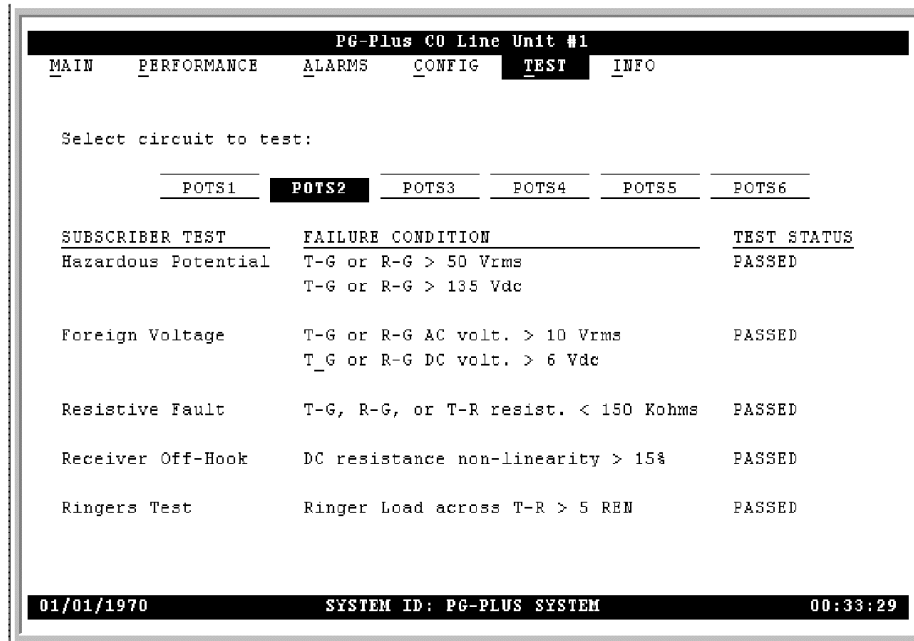 PG-Plus CO Line Unit #1
MAIN PERFORMANCE ALARMS CONFIG TEST INFO
Select circuit to test:
POTS1 POTS2 POTS3 POTS4 POTS5 POTS6
SUBSCRIBER TEST FAILURE CONDITION TEST STATUS
Hazardous Potential T-G or R-G > 50 Vrms PASSED
T-G or R-G > 135 Vdc
Foreign Voltage T-G or R-G AC volt. > 10 Vrms PASSED
T_G or R-G DC volt. > 6 Vdc
Resistive Fault T-G, R-G, or T-R resist. < 150 Kohms PASSED
Receiver Off-Hook DC resistance non-linearity > 15% PASSED
Ringers Test Ringer Load across T-R > 5 REN PASSED
01/01/1970 SYSTEM ID: PG-PLUS SYSTEM 00:33:29